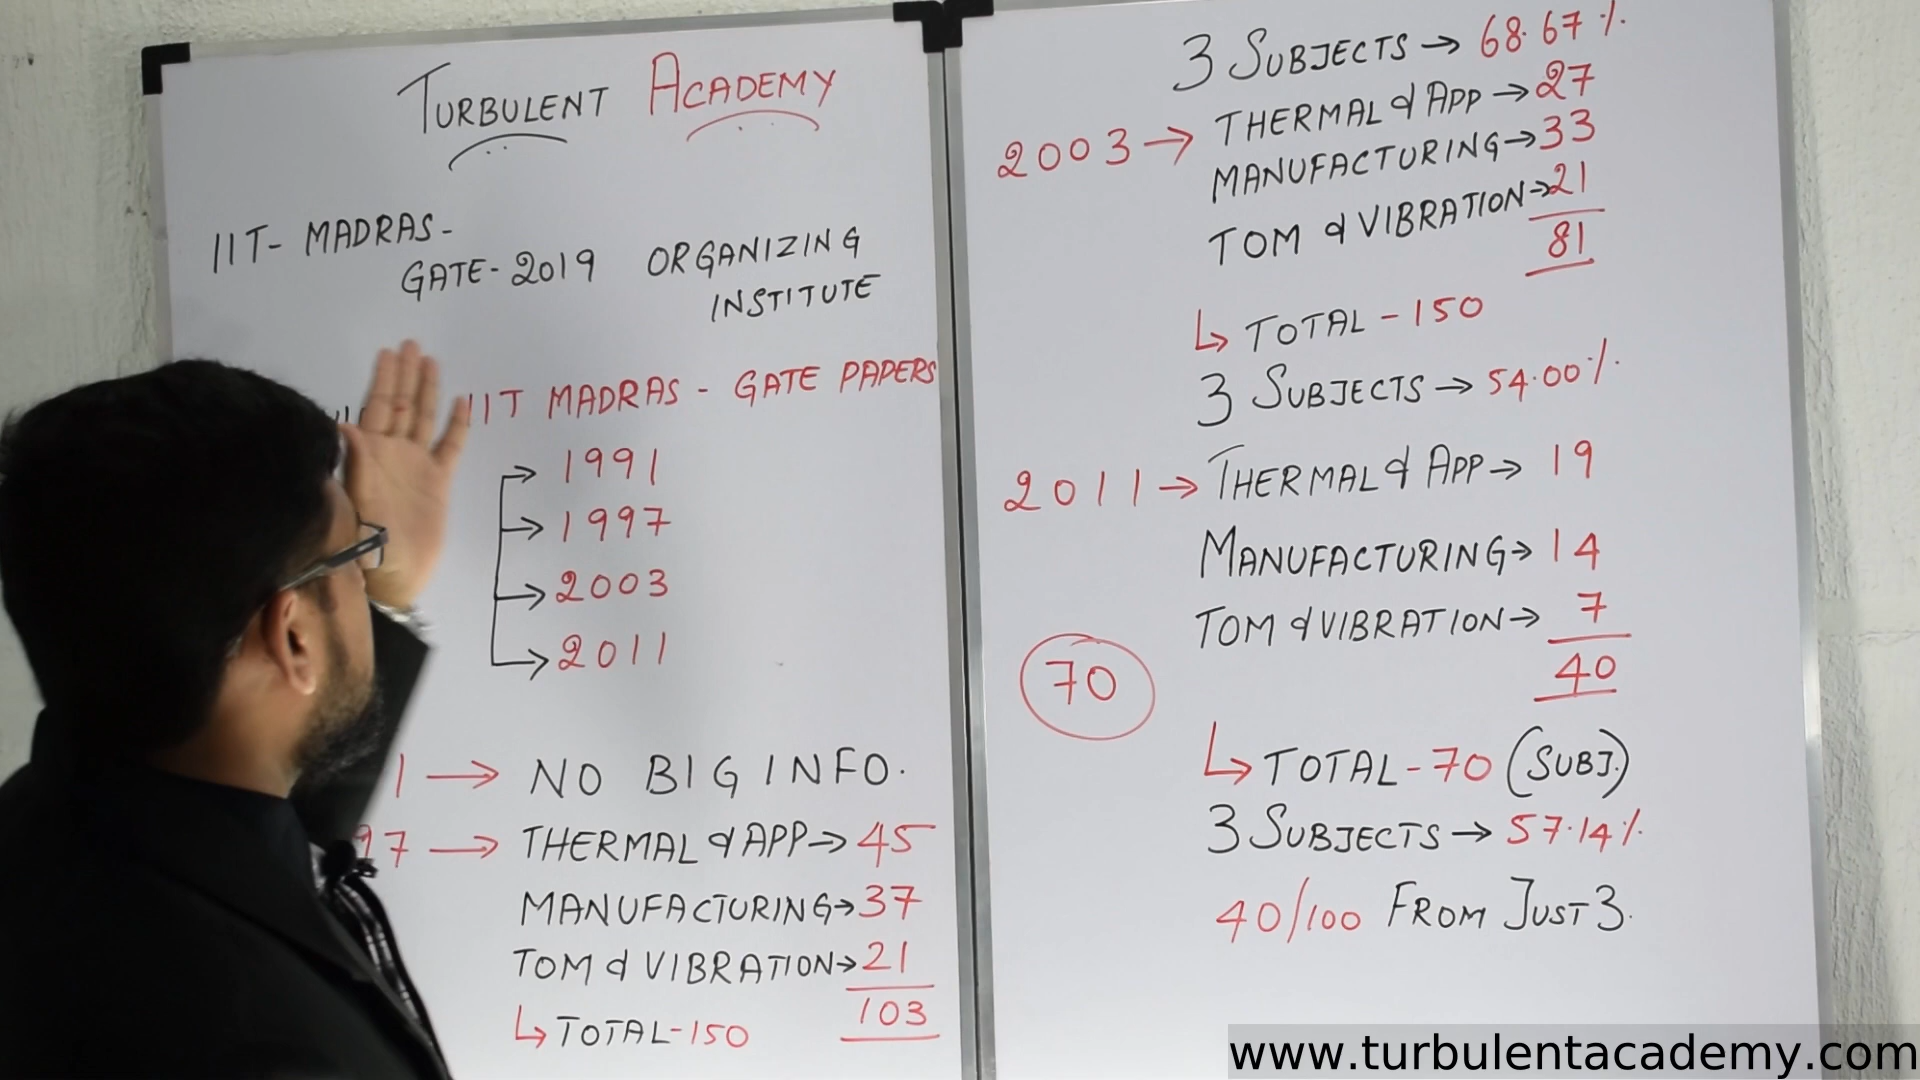 TURBULENT ACADEMY
IIT- MADRAS-
GATE-2019 ORGANIZING
INSTITUTE
IIT MADRAS - GATE PAPERS
→ 1991
→ 1997
→ 2003
→ 2011
1 → NO BIG INFO.
97 → THERMAL & APP → 45
MANUFACTURING → 37
TOM & VIBRATION → 21
103
↳ TOTAL-150
3 SUBJECTS → 68.67 %.
2003 → THERMAL & APP → 27
MANUFACTURING → 33
TOM & VIBRATION → 21
81
↳ TOTAL - 150
3 SUBJECTS → 54.00 %.
2011 → THERMAL & APP → 19
MANUFACTURING → 14
TOM & VIBRATION → 7
40
70
↳ TOTAL - 70 (SUBJ.)
3 SUBJECTS → 57.14 %.
40/100 FROM JUST 3.
www.turbulentacademy.com